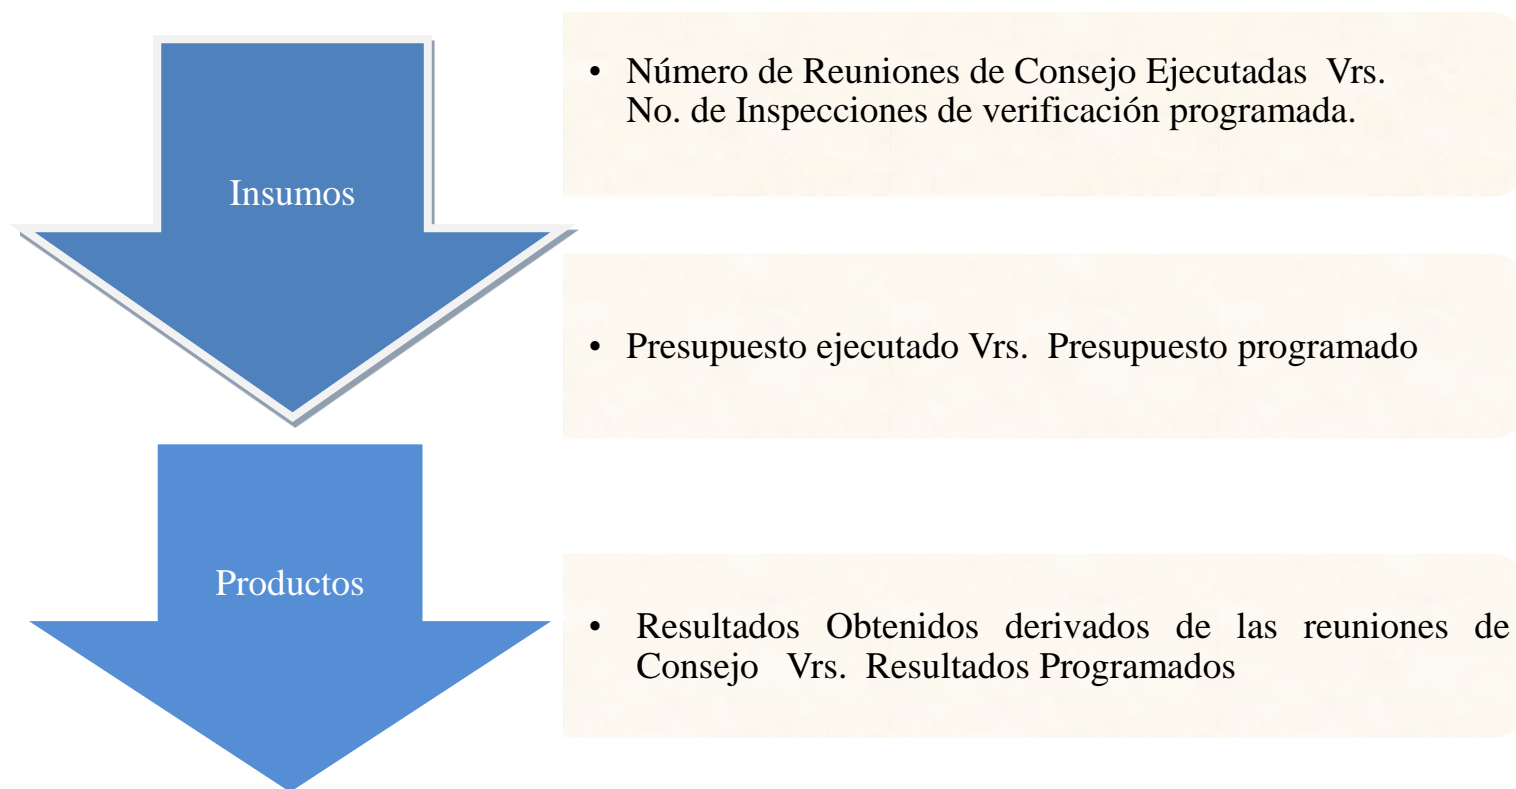 Insumos
• Número de Reuniones de Consejo Ejecutadas Vrs.
No. de Inspecciones de verificación programada.
• Presupuesto ejecutado Vrs. Presupuesto programado
Productos
• Resultados Obtenidos derivados de las reuniones de
Consejo Vrs. Resultados Programados